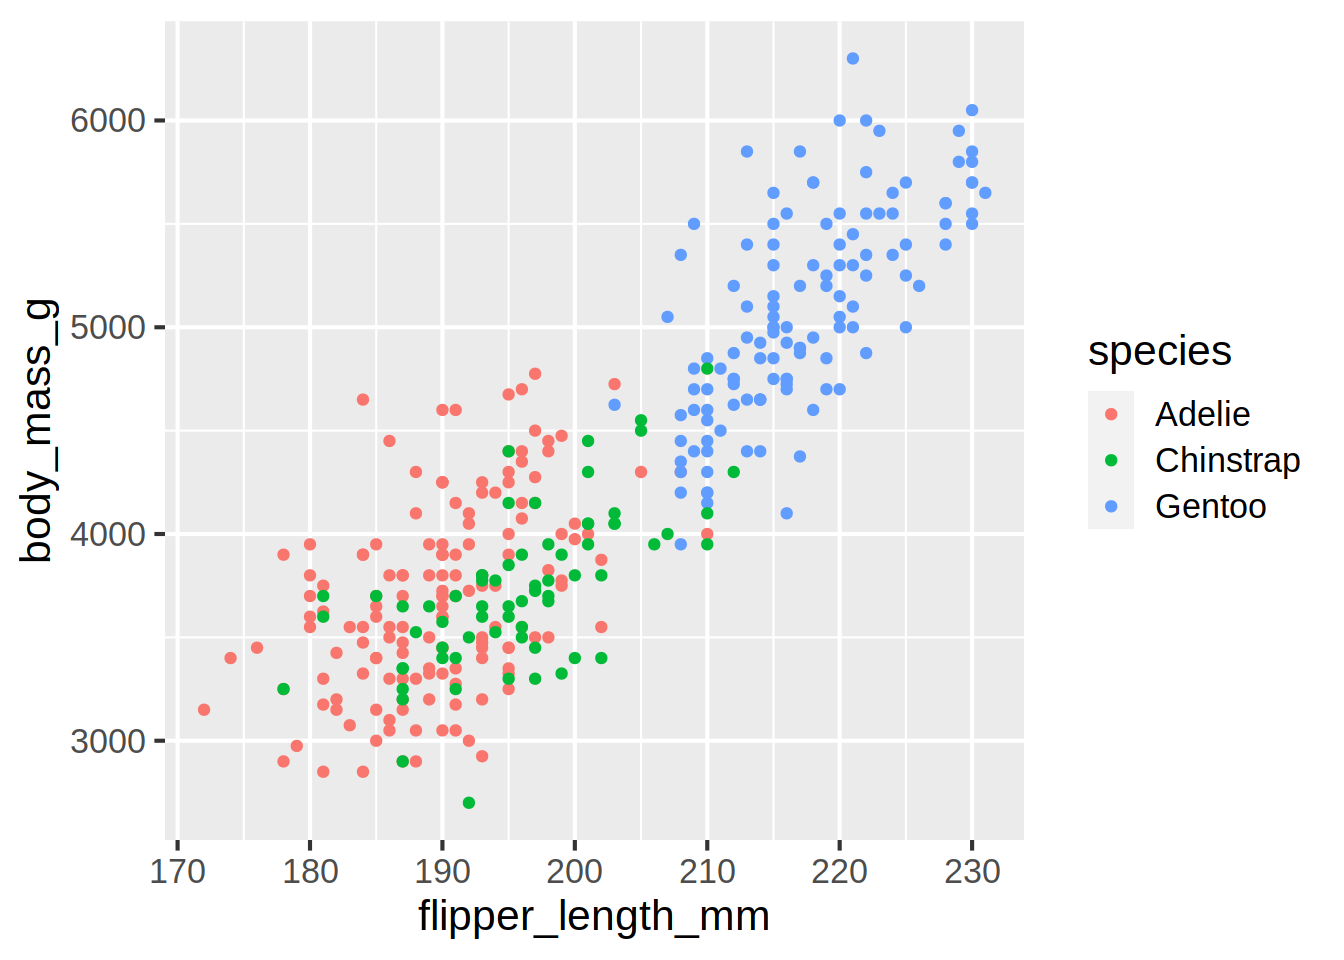 6000
5000
4000
3000
body_mass_g
170 180 190 200 210 220 230
flipper_length_mm
species
Adelie
Chinstrap
Gentoo